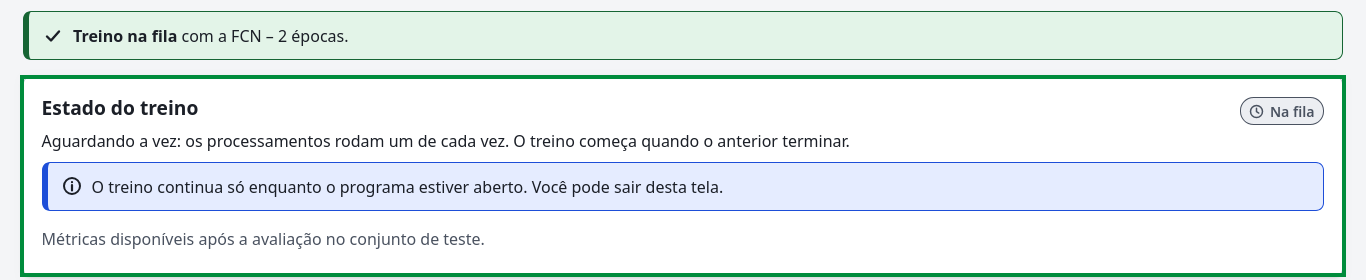 Treino na fila com a FCN – 2 épocas.
Estado do treino
Na fila
Aguardando a vez: os processamentos rodam um de cada vez. O treino começa quando o anterior terminar.
O treino continua só enquanto o programa estiver aberto. Você pode sair desta tela.
Métricas disponíveis após a avaliação no conjunto de teste.